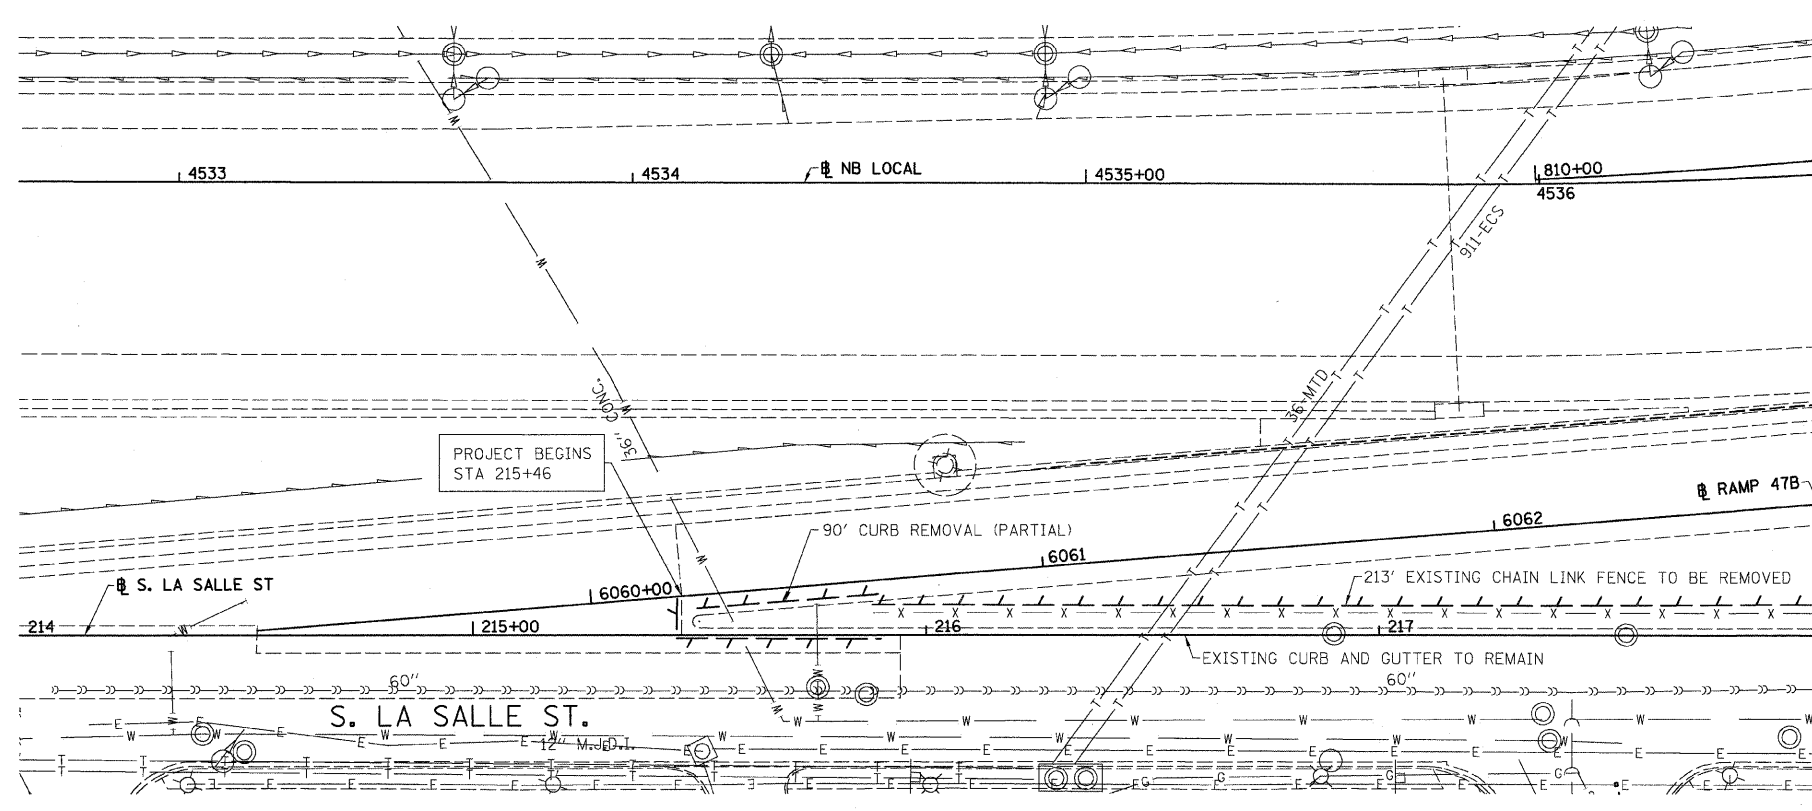 4533
4534
℄ NB LOCAL
4535+00
810+00
4536
911-ECS
36-MTD
36" CONC.
PROJECT BEGINS
STA 215+46
℄ RAMP 47B
6062
90' CURB REMOVAL (PARTIAL)
6061
6060+00
213' EXISTING CHAIN LINK FENCE TO BE REMOVED
℄ S. LA SALLE ST
214
215+00
216
217
EXISTING CURB AND GUTTER TO REMAIN
60"
60"
S. LA SALLE ST.
12" M.J.D.I.